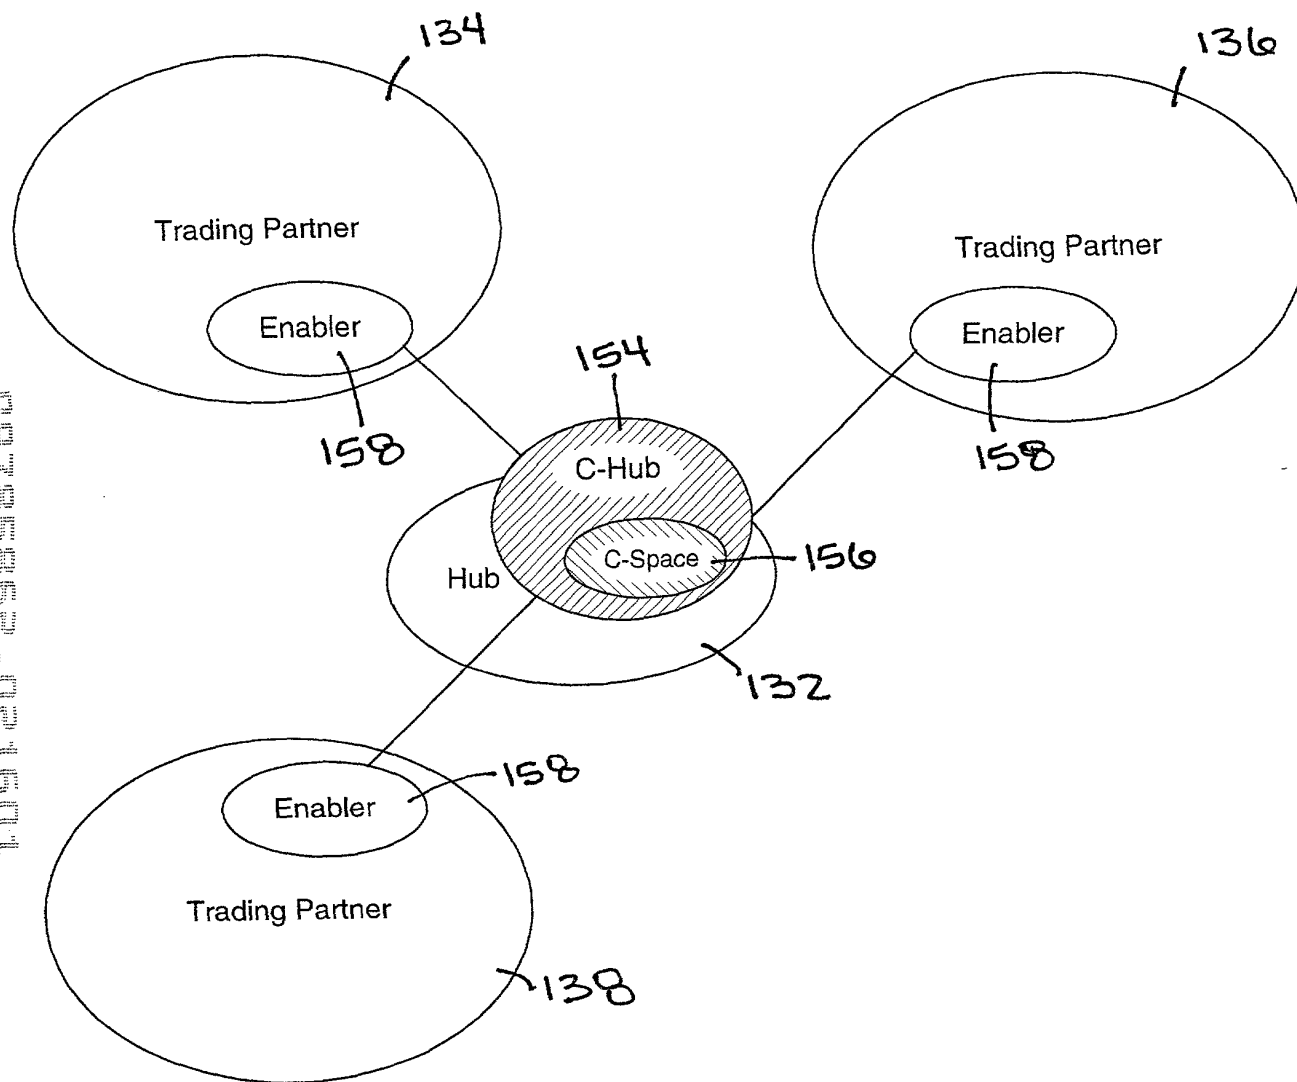 134
136
Trading Partner
Trading Partner
Enabler
Enabler
154
158
158
C-Hub
C-Space
156
Hub
132
158
Enabler
Trading Partner
138